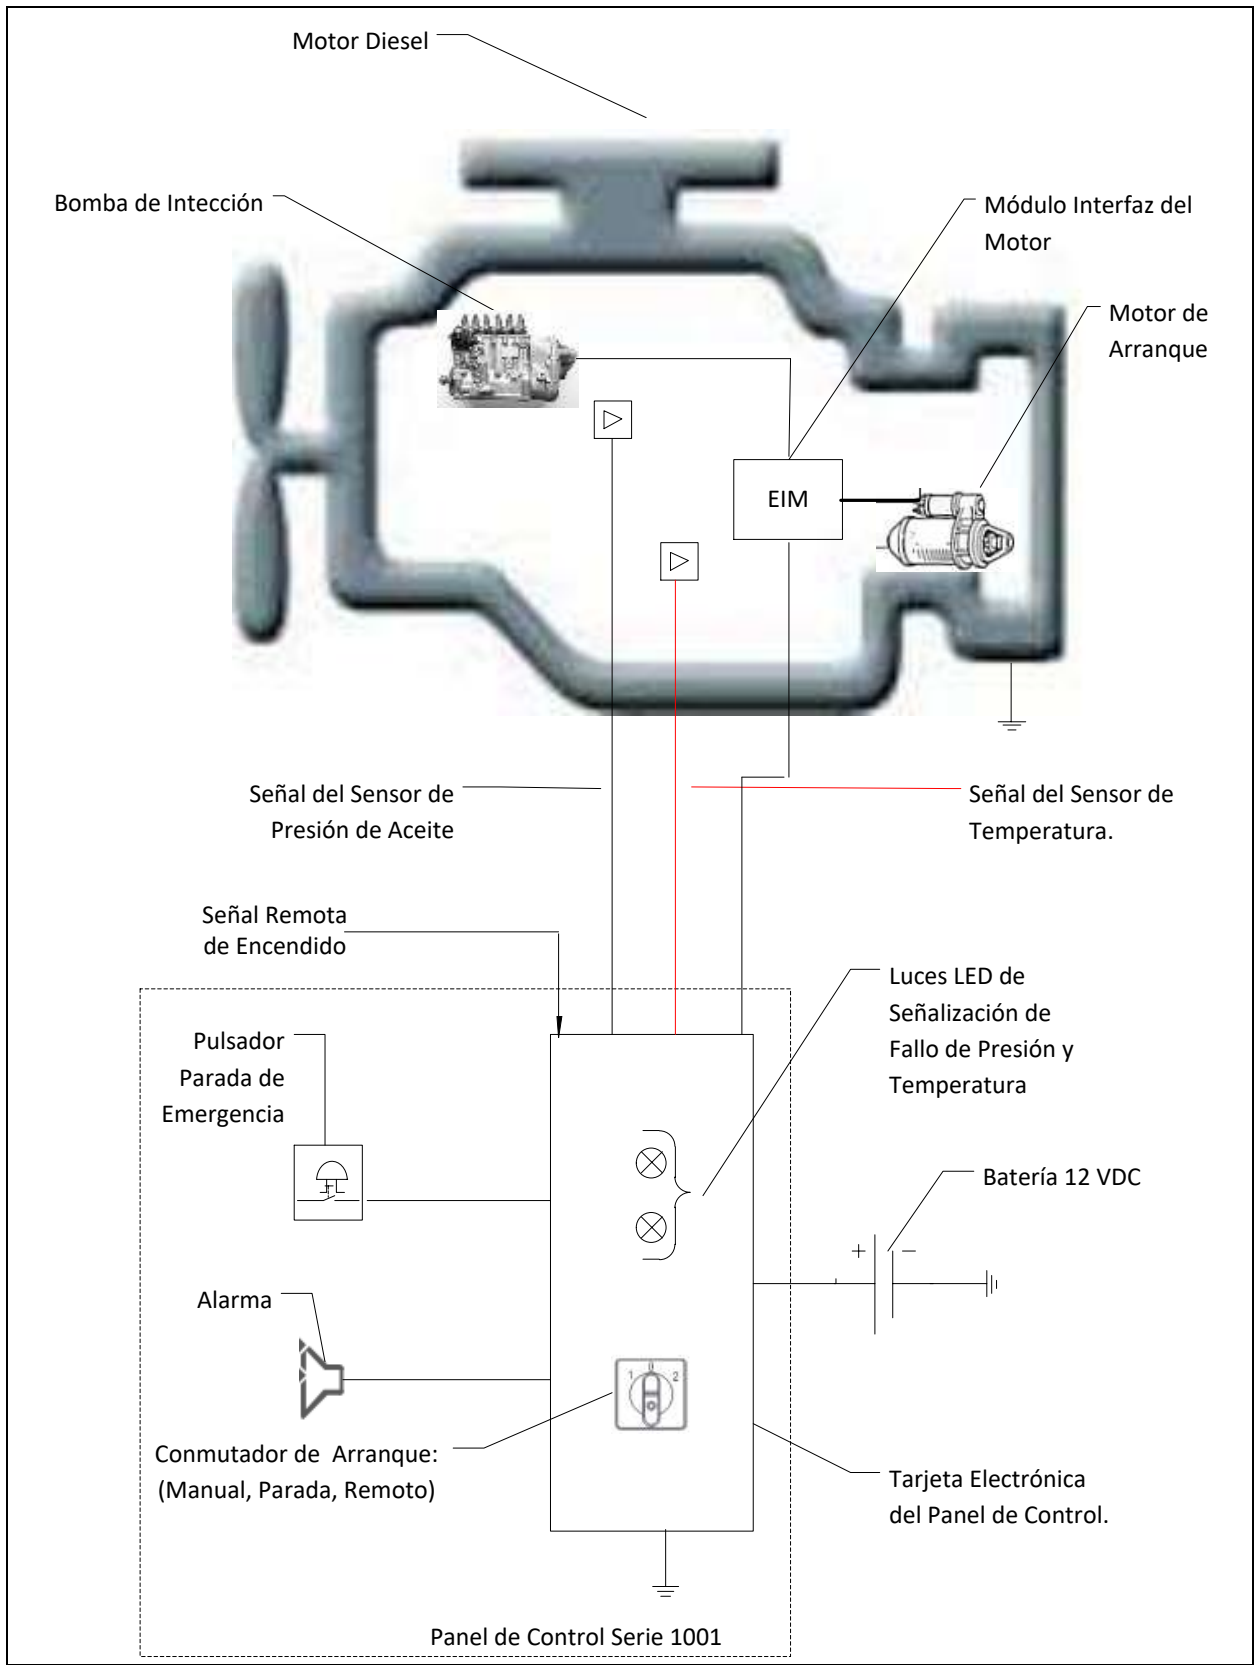 Motor Diesel
Bomba de Intección
Módulo Interfaz del
Motor
Motor de
Arranque
EIM
Señal del Sensor de
Presión de Aceite
Señal del Sensor de
Temperatura.
Señal Remota
de Encendido
Luces LED de
Señalización de
Fallo de Presión y
Temperatura
Pulsador
Parada de
Emergencia
Batería 12 VDC
+ −
Alarma
1 0 2
Conmutador de Arranque:
(Manual, Parada, Remoto)
Tarjeta Electrónica
del Panel de Control.
Panel de Control Serie 1001